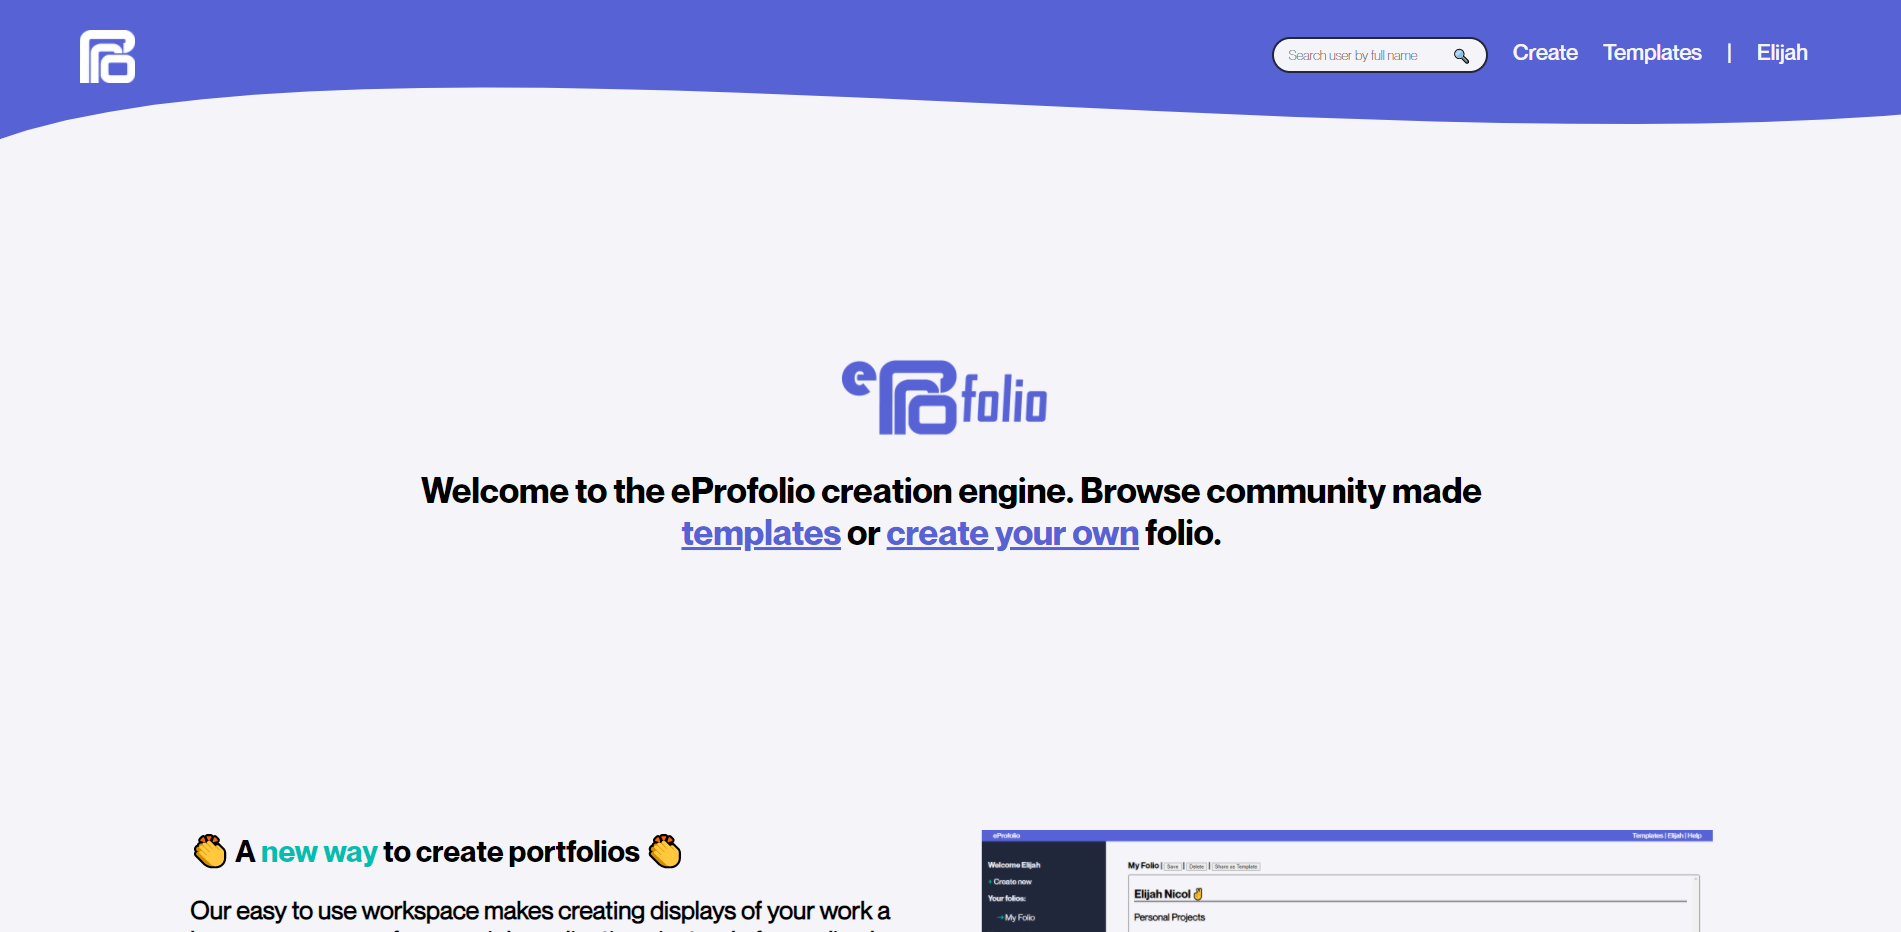 Pro
Search user by full name
Create
Templates
|
Elijah
eProfolio
Welcome to the eProfolio creation engine. Browse community made
templates or create your own folio.
A new way to create portfolios
Our easy to use workspace makes creating displays of your work a
eProfolio
Templates | Elijah | Help
Welcome Elijah
+ Create new
Your folios:
→ My Folio
My Folio | Save | Delete | Share as Template
Elijah Nicol
Personal Projects